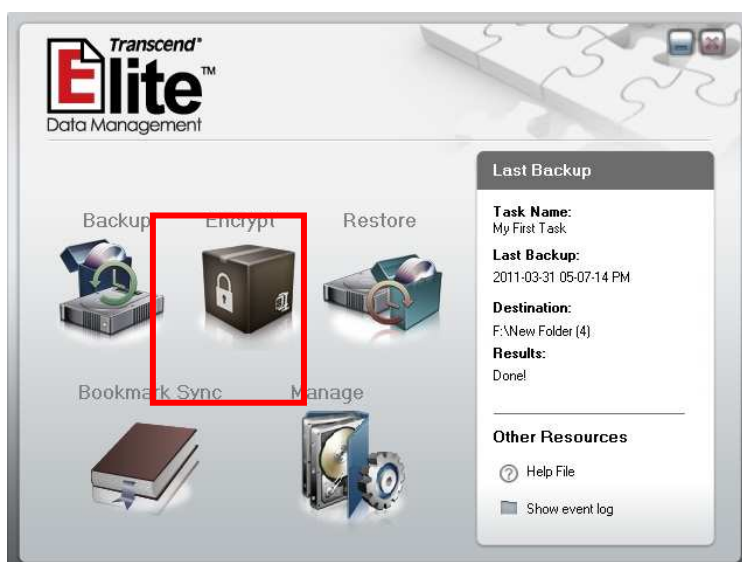 Transcend®
Elite™
Data Management
Last Backup
Backup
Encrypt
Restore
Task Name:
My First Task
Last Backup:
2011-03-31 05-07-14 PM
Destination:
F:\New Folder (4)
Results:
Done!
Bookmark Sync
Manage
Other Resources
Help File
Show event log